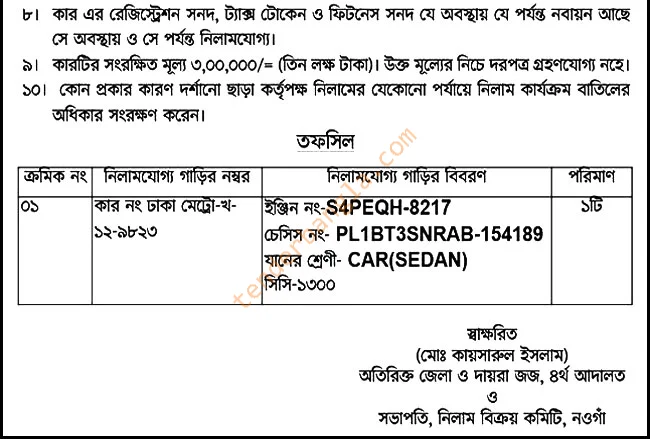 ৮। কার এর রেজিস্ট্রেশন সনদ, ট্যাক্স টোকেন ও ফিটনেস সনদ যে অবস্থায় যে পর্যন্ত নবায়ন আছে
সে অবস্থায় ও সে পর্যন্ত নিলামযোগ্য।
৯। কারটির সংরক্ষিত মূল্য ৩,০০,০০০/= (তিন লক্ষ টাকা)। উক্ত মূল্যের নিচে দরপত্র গ্রহণযোগ্য নহে।
১০। কোন প্রকার কারণ দর্শানো ছাড়া কর্তৃপক্ষ নিলামের যেকোনো পর্যায়ে নিলাম কার্যক্রম বাতিলের
অধিকার সংরক্ষণ করেন।
তফসিল
ক্রমিক নং নিলামযোগ্য গাড়ির নম্বর নিলামযোগ্য গাড়ির বিবরণ পরিমাণ
০১ কার নং ঢাকা মেট্রো-খ- ইঞ্জিন নং-S4PEQH-8217 ১টি
১২-৯৮২৩ চেসিস নং- PL1BT3SNRAB-154189
যানের শ্রেণী- CAR(SEDAN)
সিসি-১৩০০
স্বাক্ষরিত
(মোঃ কায়সারুল ইসলাম)
অতিরিক্ত জেলা ও দায়রা জজ, ৪র্থ আদালত
ও
সভাপতি, নিলাম বিক্রয় কমিটি, নওগাঁ
tenderbangla.com